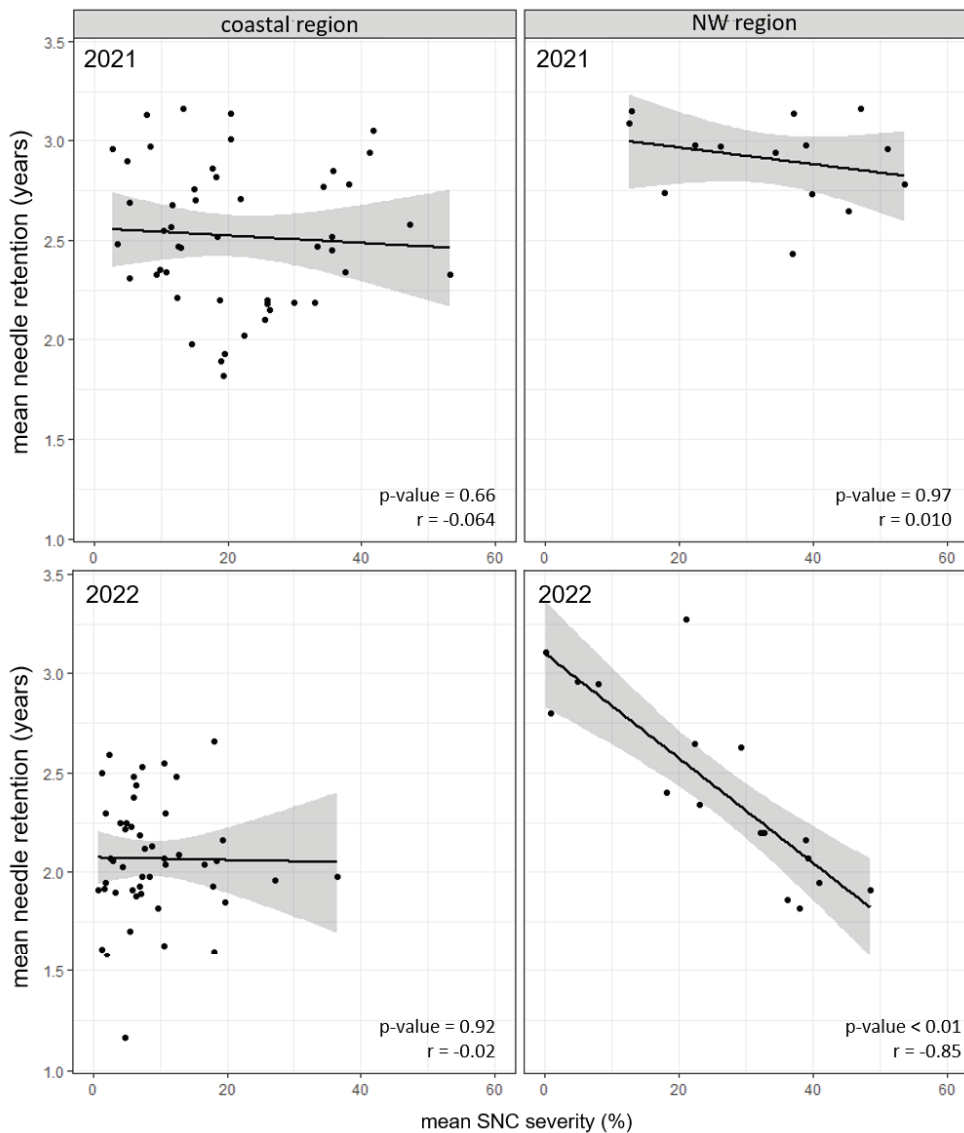 coastal region
NW region
2021
2021
3.5
3.0
2.5
2.0
1.5
1.0
mean needle retention (years)
p-value = 0.66
r = -0.064
p-value = 0.97
r = 0.010
0 20 40 60
0 20 40 60
2022
2022
3.5
3.0
2.5
2.0
1.5
1.0
mean needle retention (years)
p-value = 0.92
r = -0.02
p-value < 0.01
r = -0.85
0 20 40 60
0 20 40 60
mean SNC severity (%)